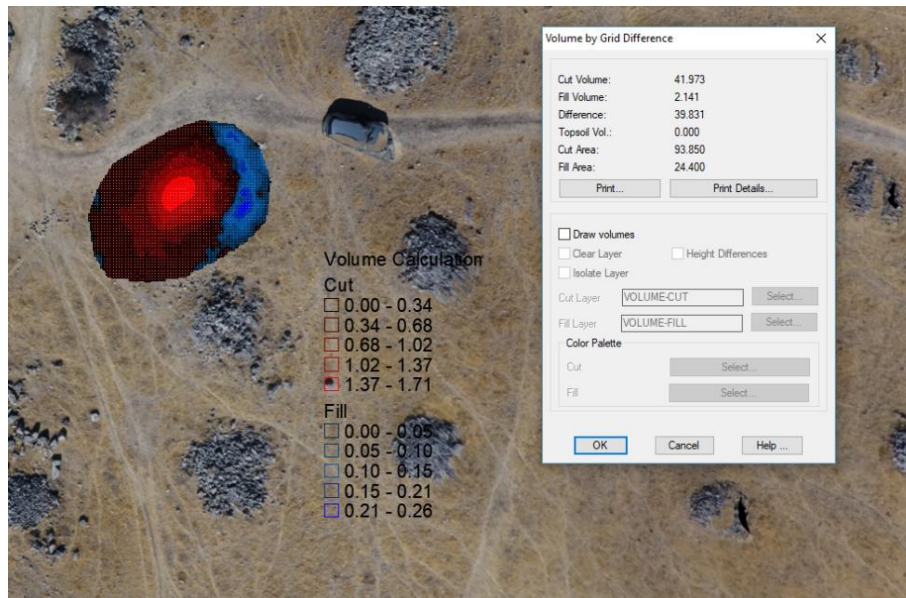 Volume by Grid Difference
Cut Volume: 41.973
Fill Volume: 2.141
Difference: 39.831
Topsoil Vol.: 0.000
Cut Area: 93.850
Fill Area: 24.400
Print... Print Details...
Draw volumes
Clear Layer Height Differences
Isolate Layer
Cut Layer VOLUME-CUT Select...
Fill Layer VOLUME-FILL Select...
Color Palette
Cut Select...
Fill Select...
OK Cancel Help ...
Volume Calculation
Cut
0.00 - 0.34
0.34 - 0.68
0.68 - 1.02
1.02 - 1.37
1.37 - 1.71
Fill
0.00 - 0.05
0.05 - 0.10
0.10 - 0.15
0.15 - 0.21
0.21 - 0.26